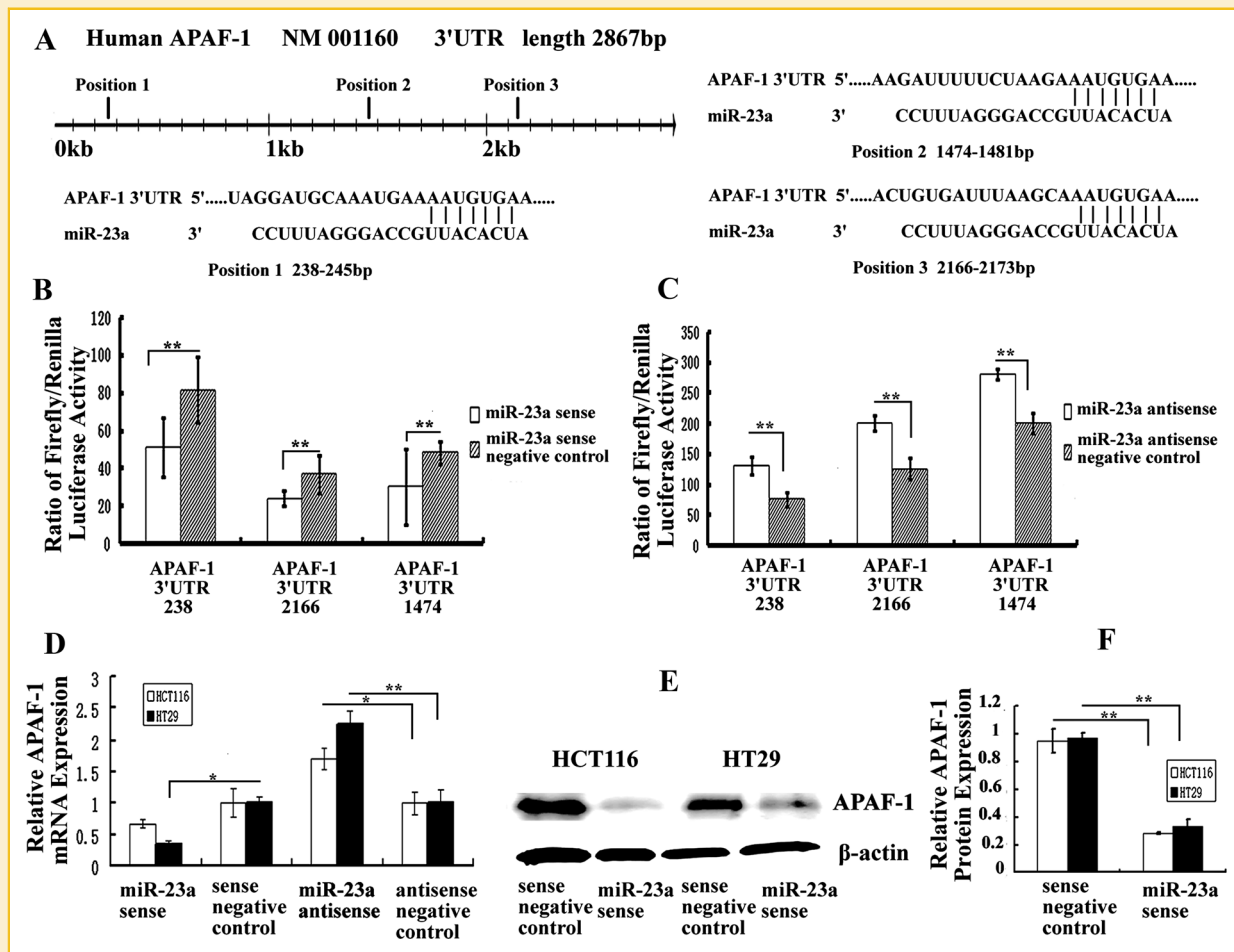 A Human APAF-1 NM 001160 3'UTR length 2867bp
Position 1 Position 2 Position 3
0kb 1kb 2kb
APAF-1 3'UTR 5'.....UAGGAUGCAAAUGAAAAUGUGAA.....
miR-23a 3' CCUUUAGGGACCGUUACACUA
Position 1 238-245bp
APAF-1 3'UTR 5'.....AAGAUUUUUCUAAGAAAUGUGAA.....
miR-23a 3' CCUUUAGGGACCGUUACACUA
Position 2 1474-1481bp
APAF-1 3'UTR 5'.....ACUGUGAUUUAAGCAAAUGUGAA.....
miR-23a 3' CCUUUAGGGACCGUUACACUA
Position 3 2166-2173bp
B
Ratio of Firefly/Renilla
Luciferase Activity
120
100
80
60
40
20
0
** ** **
miR-23a sense
miR-23a sense
negative control
APAF-1 APAF-1 APAF-1
3'UTR 3'UTR 3'UTR
238 2166 1474
C
Ratio of Firefly/Renilla
Luciferase Activity
350
300
250
200
150
100
50
0
** ** **
miR-23a antisense
miR-23a antisense
negative control
APAF-1 APAF-1 APAF-1
3'UTR 3'UTR 3'UTR
238 2166 1474
D
Relative APAF-1
mRNA Expression
3
2.5
2
1.5
1
0.5
0
HCT116
HT29
* * **
miR-23a sense miR-23a antisense
sense negative antisense negative
control control
E
HCT116 HT29
APAF-1
β-actin
sense miR-23a sense miR-23a
negative sense negative sense
control control
F
Relative APAF-1
Protein Expression
1.2
1
0.8
0.6
0.4
0.2
0
** **
HCT116
HT29
sense miR-23a
negative sense
control